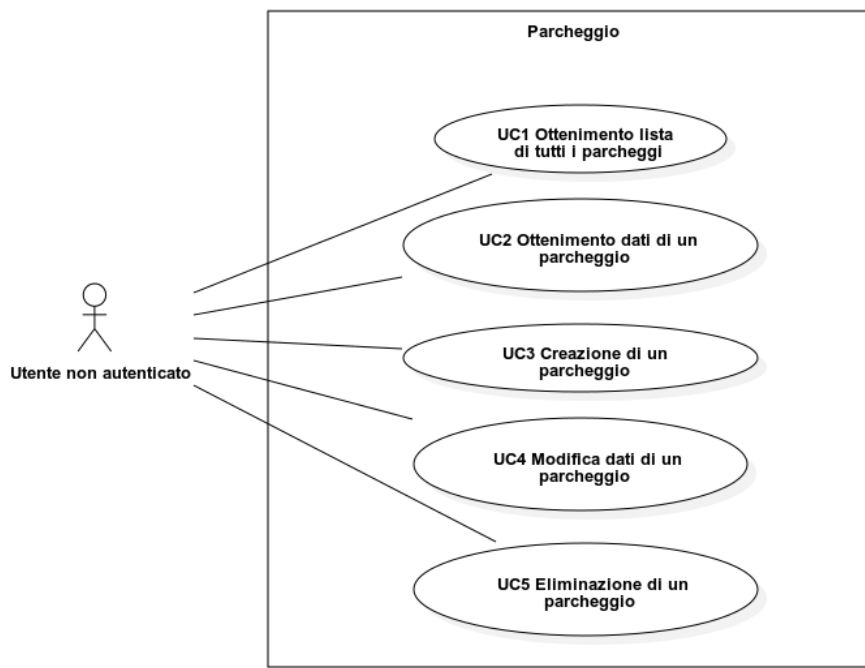 Parcheggio
UC1 Ottenimento lista
di tutti i parcheggi
UC2 Ottenimento dati di un
parcheggio
UC3 Creazione di un
parcheggio
Utente non autenticato
UC4 Modifica dati di un
parcheggio
UC5 Eliminazione di un
parcheggio